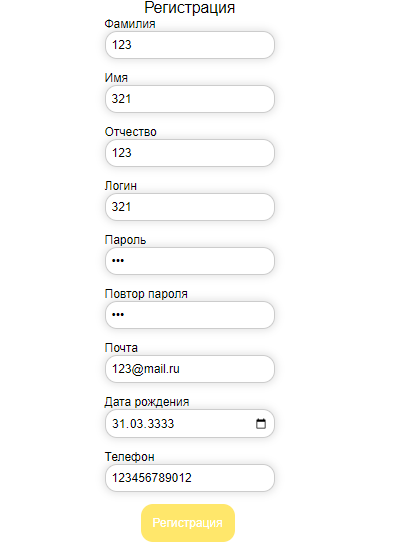 Регистрация
Фамилия
123
Имя
321
Отчество
123
Логин
321
Пароль
•••
Повтор пароля
•••
Почта
123@mail.ru
Дата рождения
31.03.3333
Телефон
123456789012
Регистрация